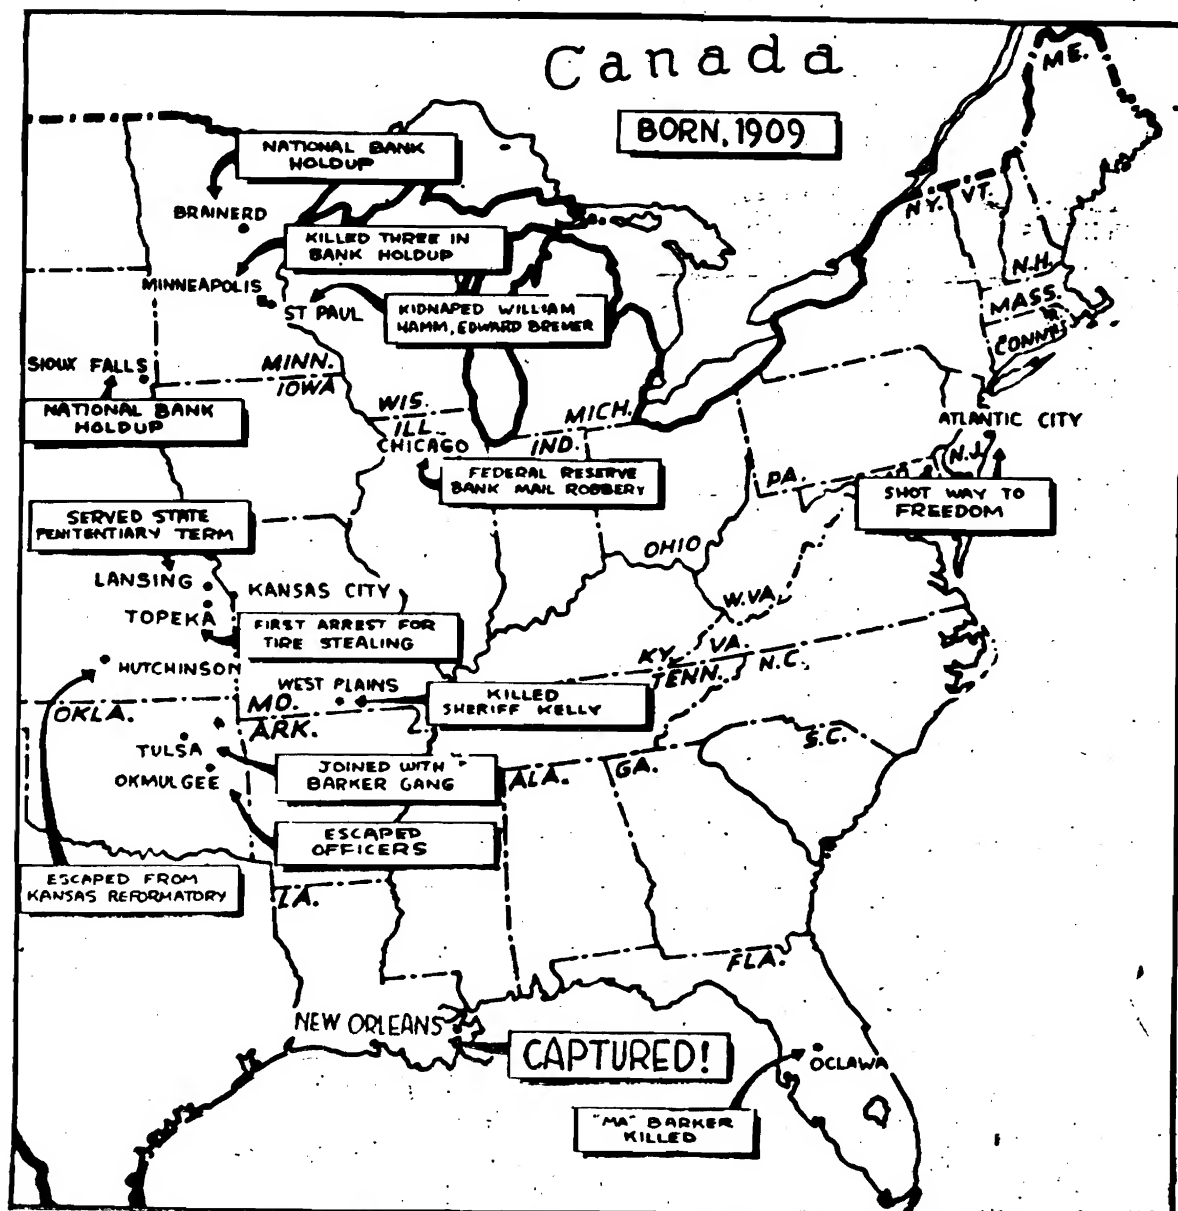 Canada
ME.
BORN, 1909
NATIONAL BANK
HOLDUP
BRAINERD
N.Y.
VT.
KILLED THREE IN
BANK HOLDUP
N.H.
MINNEAPOLIS
MASS.
ST PAUL
KIDNAPED WILLIAM
HAMM, EDWARD BREMER
CONN.
SIOUX FALLS
MINN.
IOWA
NATIONAL BANK
HOLDUP
WIS.
ILL.
MICH.
IND.
CHICAGO
ATLANTIC CITY
N.J.
FEDERAL RESERVE
BANK MAIL ROBBERY
PA.
SHOT WAY TO
FREEDOM
SERVED STATE
PENITENTIARY TERM
OHIO
LANSING
KANSAS CITY
W.VA.
TOPEKA
FIRST ARREST FOR
TIRE STEALING
KY.
VA.
TENN.
N.C.
HUTCHINSON
WEST PLAINS
KILLED
SHERIFF KELLY
OKLA.
MO.
ARK.
S.C.
TULSA
JOINED WITH
BARKER GANG
ALA.
GA.
OKMULGEE
ESCAPED
OFFICERS
ESCAPED FROM
KANSAS REFORMATORY
LA.
FLA.
NEW ORLEANS
CAPTURED!
OCLAWA
"MA" BARKER
KILLED